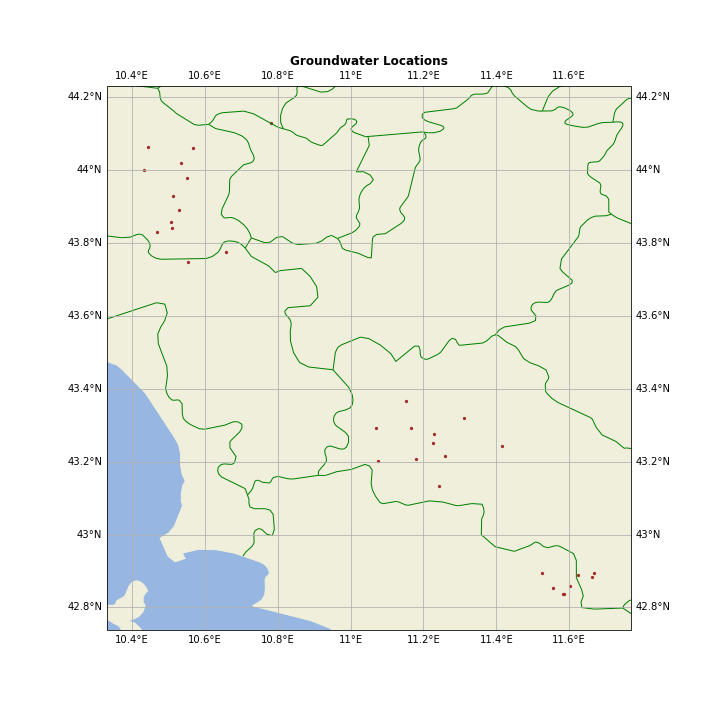 Groundwater Locations
10.4°E 10.6°E 10.8°E 11°E 11.2°E 11.4°E 11.6°E
44.2°N 44.2°N
44°N 44°N
43.8°N 43.8°N
43.6°N 43.6°N
43.4°N 43.4°N
43.2°N 43.2°N
43°N 43°N
42.8°N 42.8°N
10.4°E 10.6°E 10.8°E 11°E 11.2°E 11.4°E 11.6°E